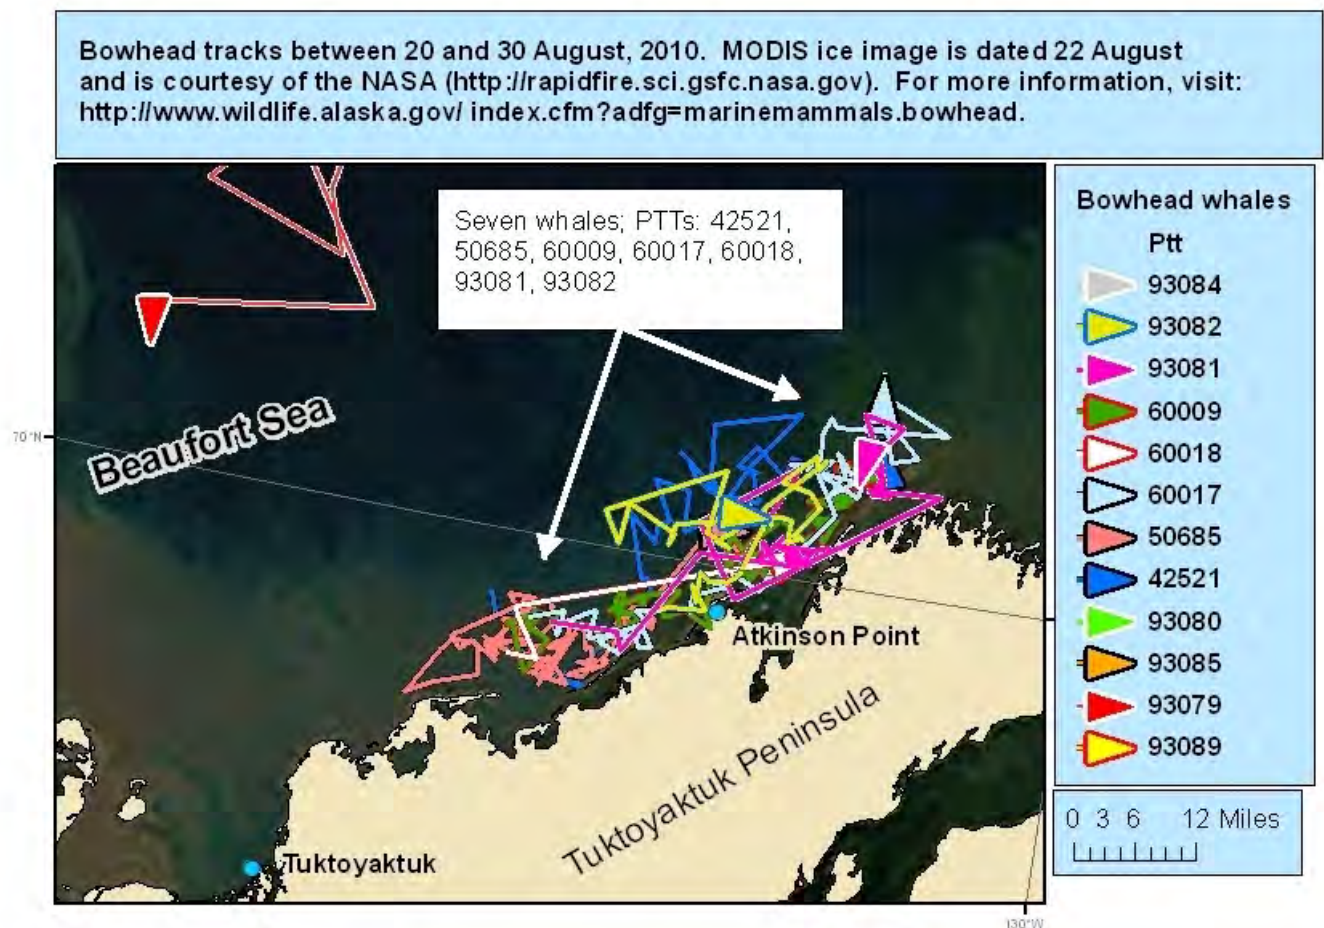 Bowhead tracks between 20 and 30 August, 2010.  MODIS ice image is dated 22 August
and is courtesy of the NASA (http://rapidfire.sci.gsfc.nasa.gov).  For more information, visit:
http://www.wildlife.alaska.gov/ index.cfm?adfg=marinemammals.bowhead.
Seven whales; PTTs: 42521,
50685, 60009, 60017, 60018,
93081, 93082
70°N
Beaufort Sea
Atkinson Point
Tuktoyaktuk Peninsula
Tuktoyaktuk
130°W
Bowhead whales
Ptt
93084
93082
93081
60009
60018
60017
50685
42521
93080
93085
93079
93089
0 3 6 12 Miles